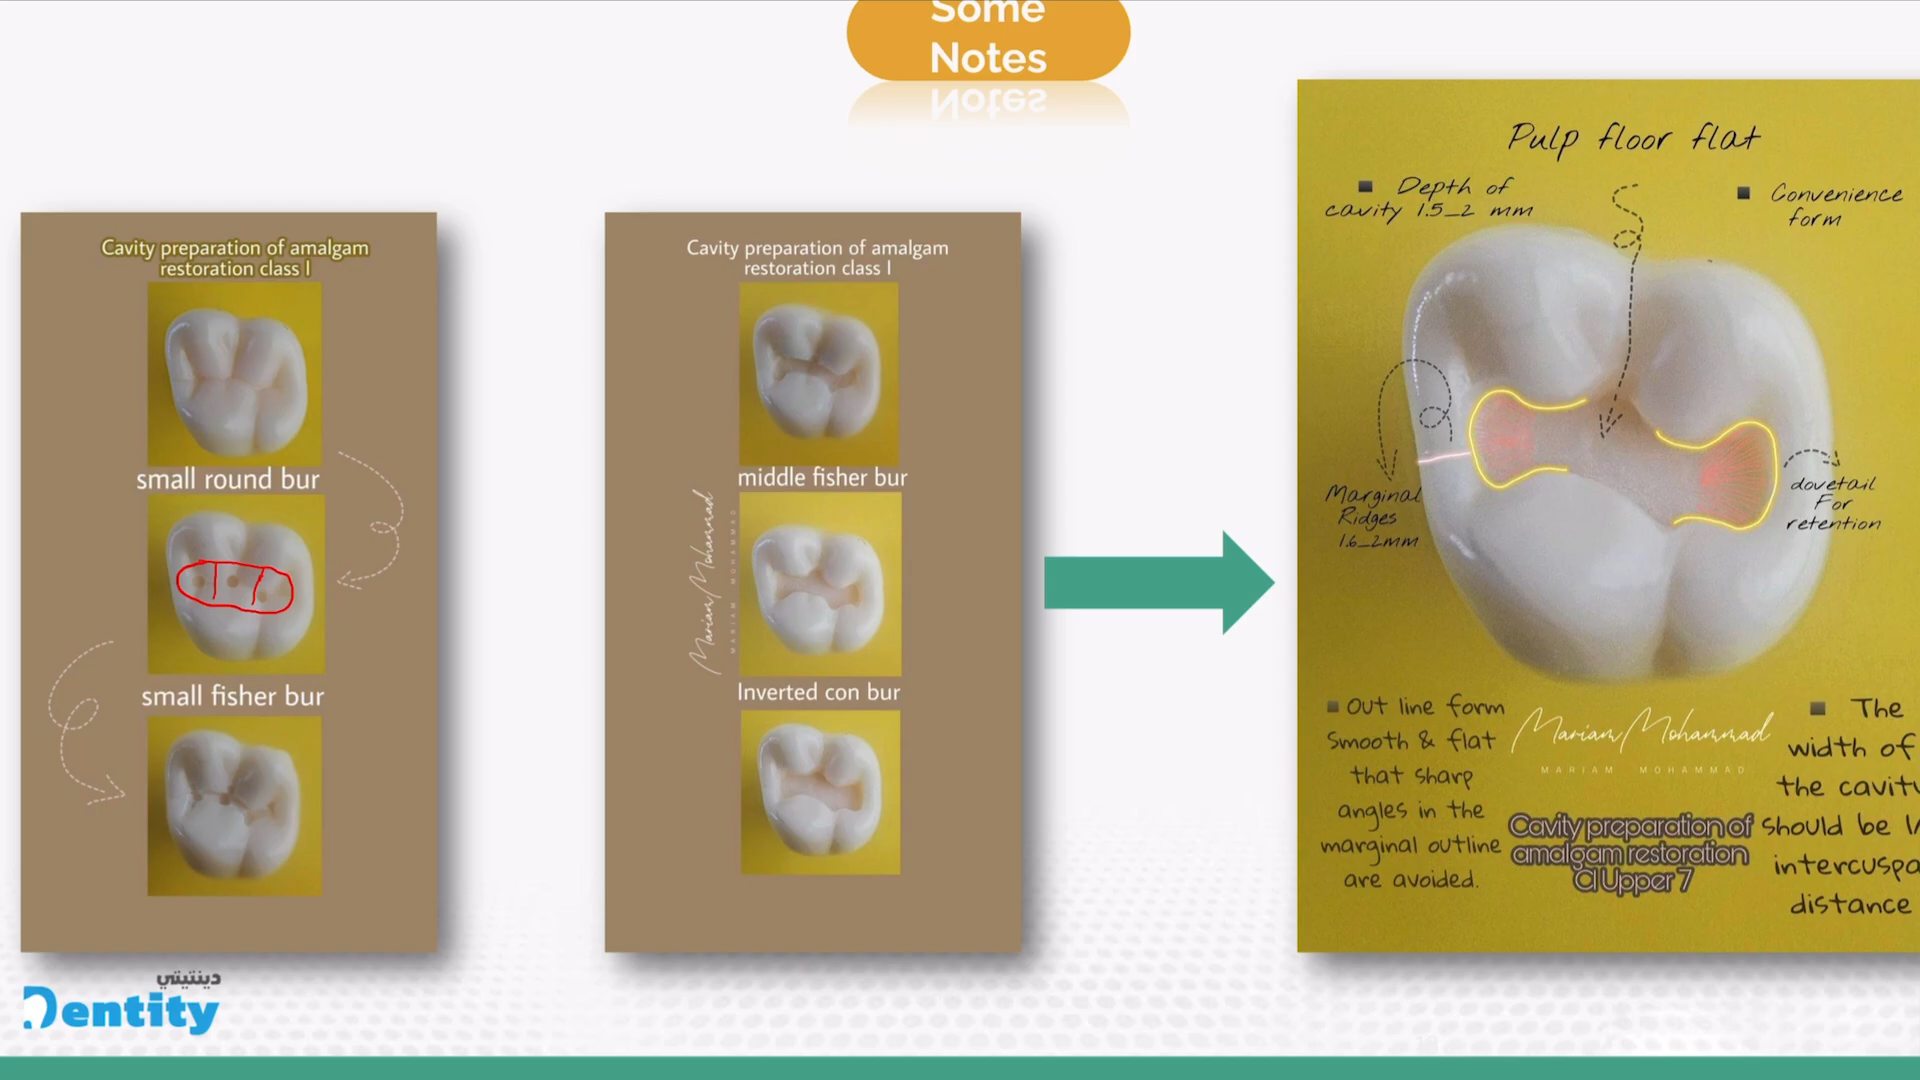 Some
Notes
Cavity preparation of amalgam
restoration class I
small round bur
small fisher bur
Cavity preparation of amalgam
restoration class I
middle fisher bur
Inverted con bur
Mariam Mohammad
MARIAM MOHAMMAD
Pulp floor flat
Depth of
cavity 1.5_2 mm
Convenience
form
Marginal
Ridges
1.6_2mm
dovetail
For
retention
Out line form
smooth & flat
that sharp
angles in the
marginal outline
are avoided.
Mariam Mohammad
MARIAM MOHAMMAD
Cavity preparation of
amalgam restoration
Cl Upper 7
The
width of
the cavity
should be
distance
دينتيتي
Dentity